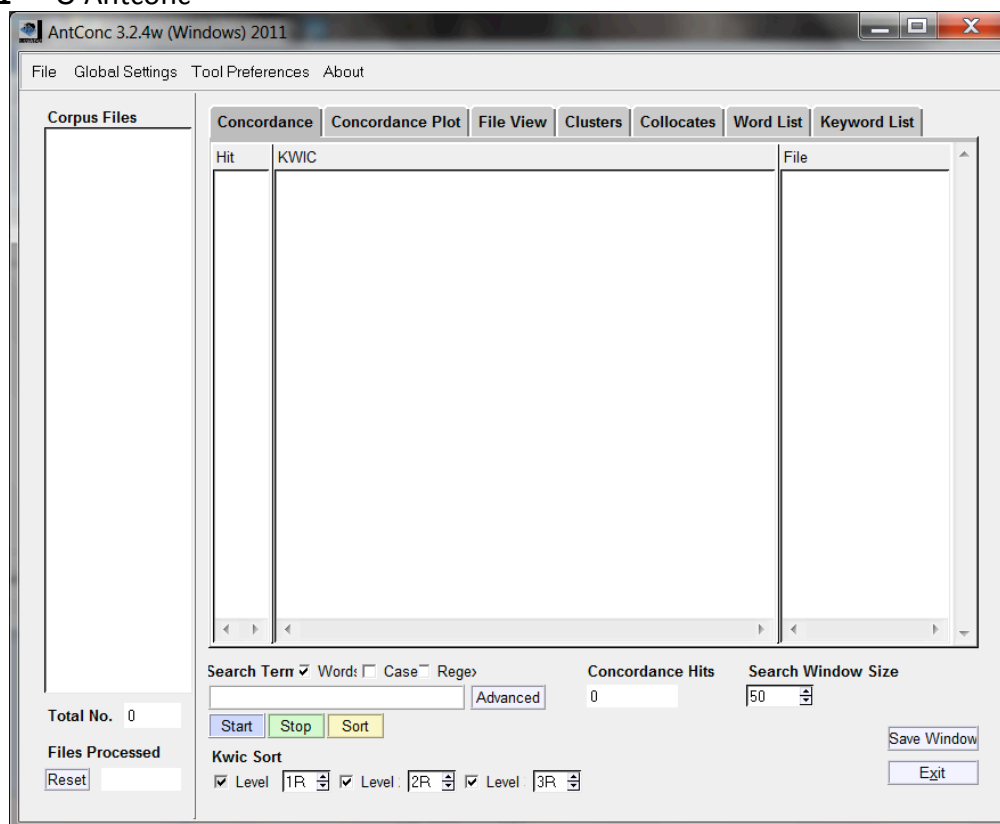 1 O Antconc
AntConc 3.2.4w (Windows) 2011
File Global Settings Tool Preferences About
Corpus Files
Concordance Concordance Plot File View Clusters Collocates Word List Keyword List
Hit KWIC File
Search Term Words Case Regex
Concordance Hits Search Window Size
Advanced 0 50
Total No. 0
Start Stop Sort
Save Window
Files Processed
Kwic Sort
Reset
Level 1R Level 2R Level 3R
Exit